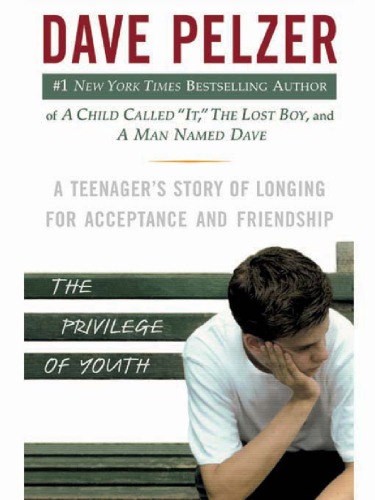 DAVE PELZER
#1 NEW YORK TIMES BESTSELLING AUTHOR
of A CHILD CALLED “IT,” THE LOST BOY, and
A MAN NAMED DAVE
A TEENAGER’S STORY OF LONGING
FOR ACCEPTANCE AND FRIENDSHIP
THE
PRIVILEGE
OF YOUTH